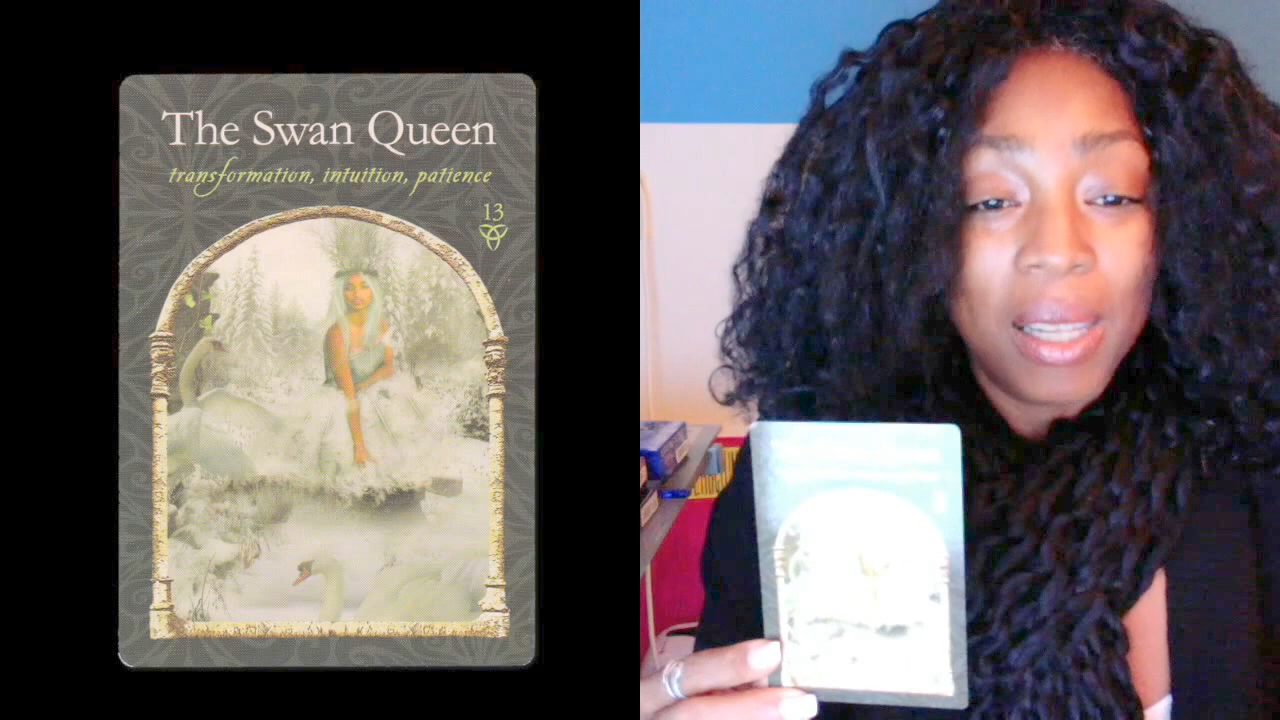 The Swan Queen
transformation, intuition, patience
13